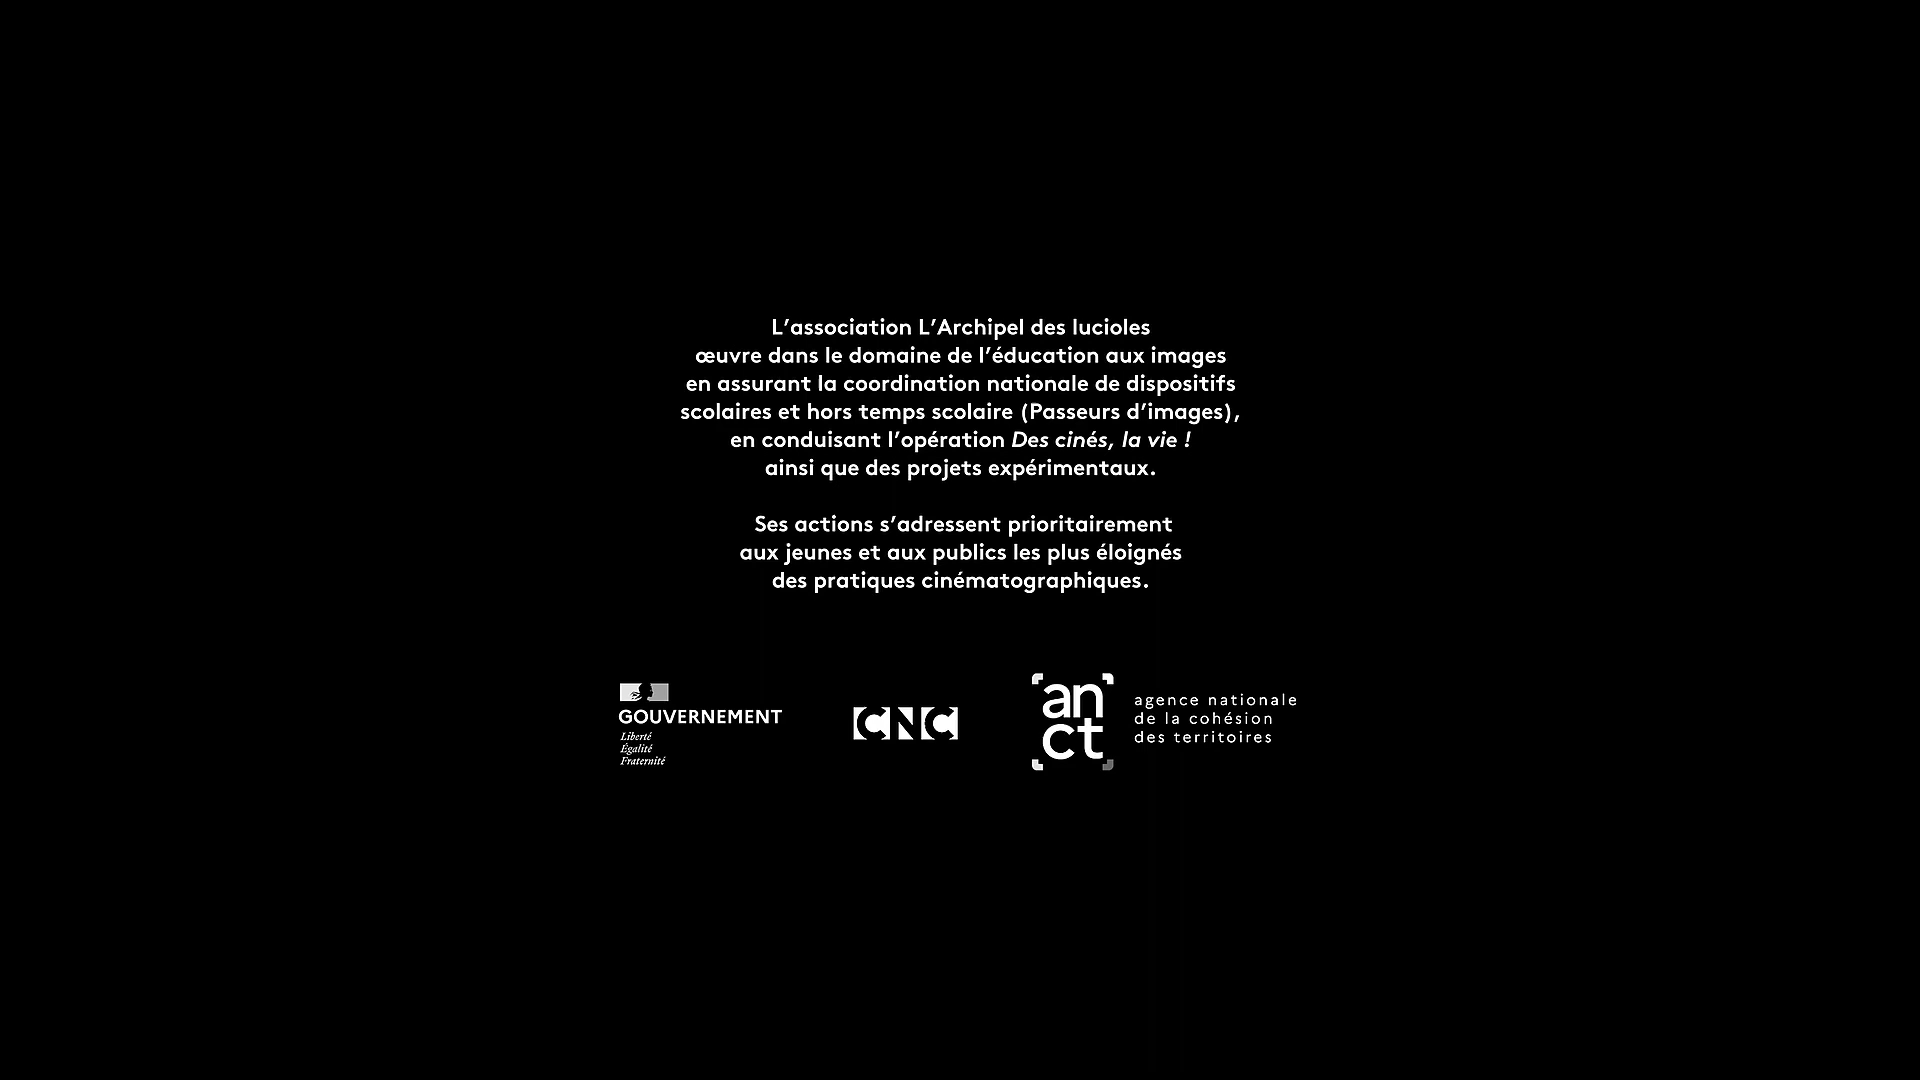 L’association L’Archipel des lucioles
œuvre dans le domaine de l’éducation aux images
en assurant la coordination nationale de dispositifs
scolaires et hors temps scolaire (Passeurs d’images),
en conduisant l’opération Des cinés, la vie !
ainsi que des projets expérimentaux.
Ses actions s’adressent prioritairement
aux jeunes et aux publics les plus éloignés
des pratiques cinématographiques.
GOUVERNEMENT
Liberté
Égalité
Fraternité
CNC
an
ct
agence nationale
de la cohésion
des territoires